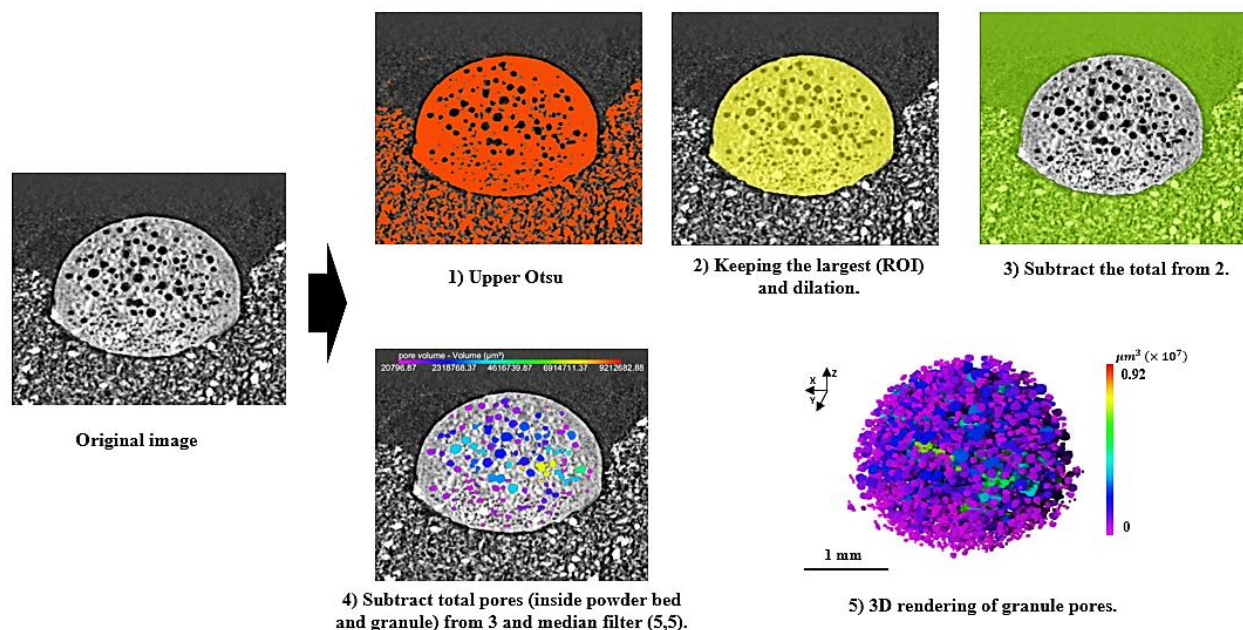 1) Upper Otsu
2) Keeping the largest (ROI)
and dilation.
3) Subtract the total from 2.
Original image
pore volume - Volume (µm³)
20796.87 2318768.37 4616739.87 6914711.37 9212682.88
4) Subtract total pores (inside powder bed
and granule) from 3 and median filter (5,5).
X
Y
Z
µm³ (× 10⁷)
0.92
0
1 mm
5) 3D rendering of granule pores.